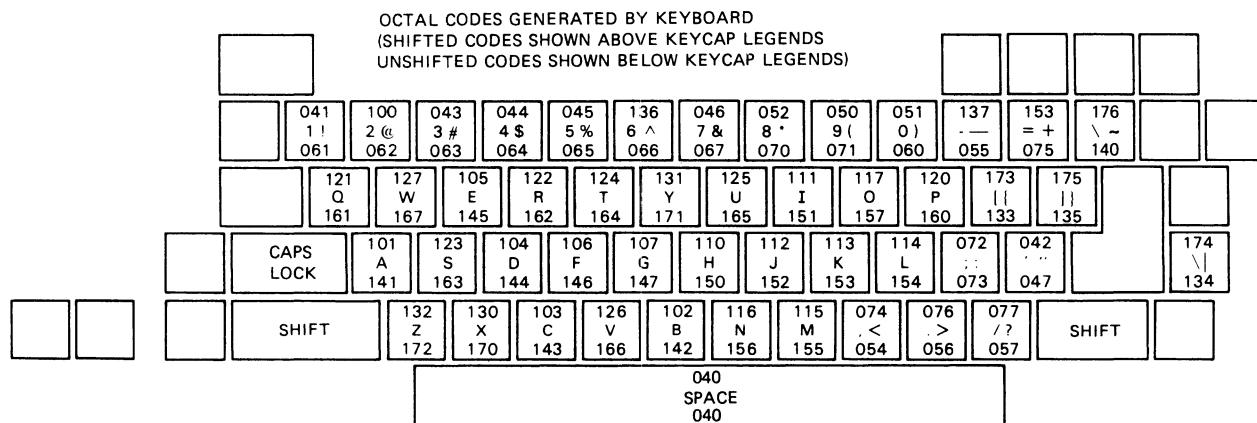 OCTAL CODES GENERATED BY KEYBOARD
(SHIFTED CODES SHOWN ABOVE KEYCAP LEGENDS
UNSHIFTED CODES SHOWN BELOW KEYCAP LEGENDS)
041 100 043 044 045 136 046 052 050 051 137 153 176
1 ! 2 @ 3 # 4 $ 5 % 6 ^ 7 & 8 * 9 ( 0 ) - — = + \ ~
061 062 063 064 065 066 067 070 071 060 055 075 140
121 127 105 122 124 131 125 111 117 120 173 175
Q W E R T Y U I O P [ { ] }
161 167 145 162 164 171 165 151 157 160 133 135
CAPS
LOCK
101 123 104 106 107 110 112 113 114 072 042 174
A S D F G H J K L ; : ' " \ |
141 163 144 146 147 150 152 153 154 073 047 134
132 130 103 126 102 116 115 074 076 077
SHIFT Z X C V B N M , < . > / ? SHIFT
172 170 143 166 142 156 155 054 056 057
040
SPACE
040